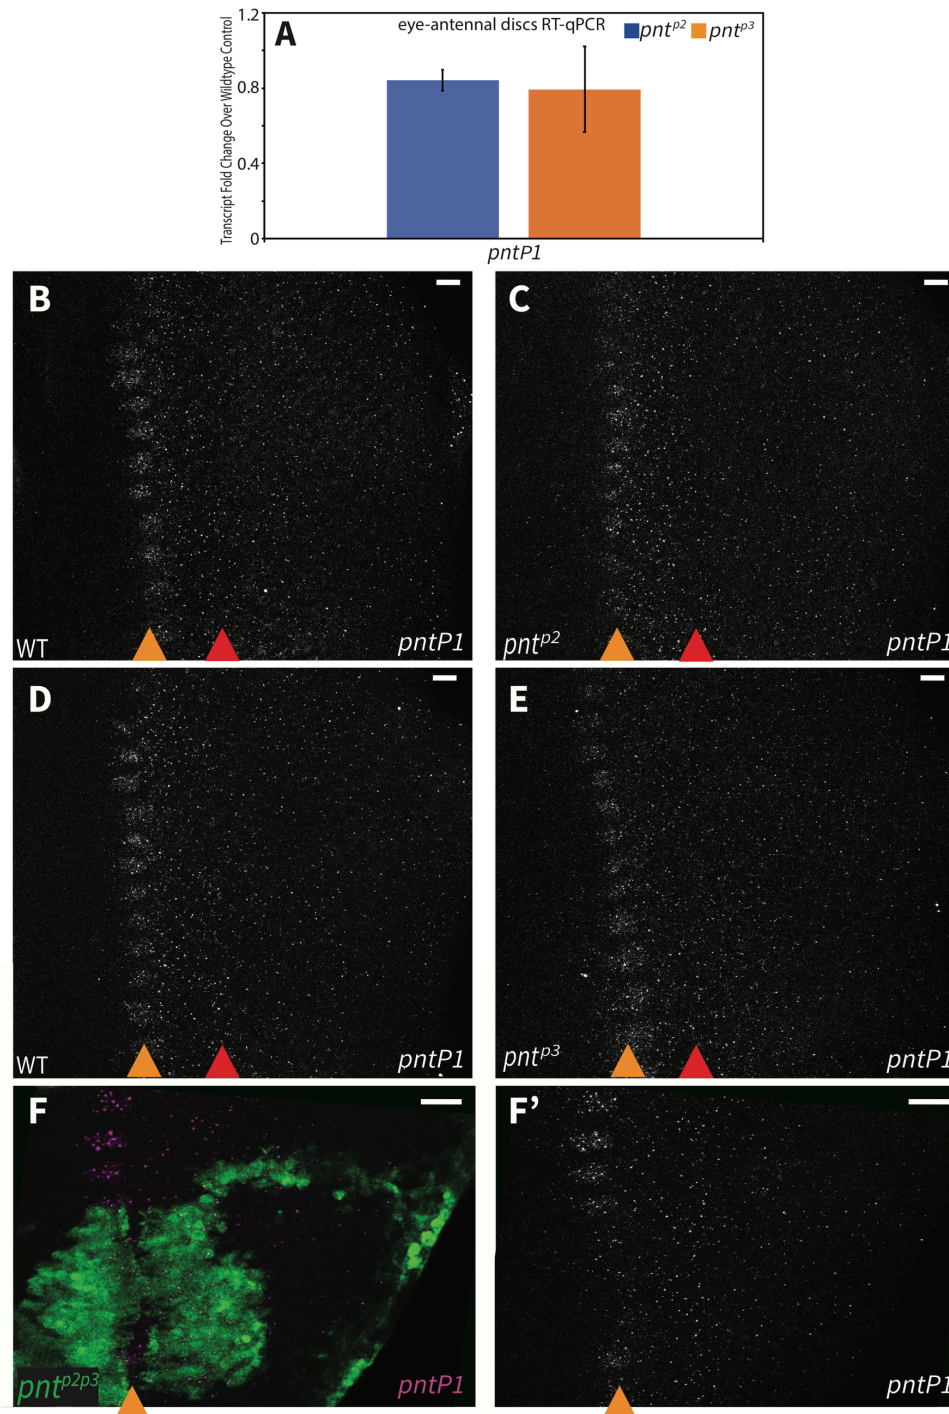 A
eye-antennal discs RT-qPCR
pntᵖ²
pntᵖ³
Transcript Fold Change Over Wildtype Control
1.2
0.8
0.4
0
pntP1
B
WT
pntP1
C
pntᵖ²
pntP1
D
WT
pntP1
E
pntᵖ³
pntP1
F
pntᵖ²ᵖ³
pntP1
F’
pntP1